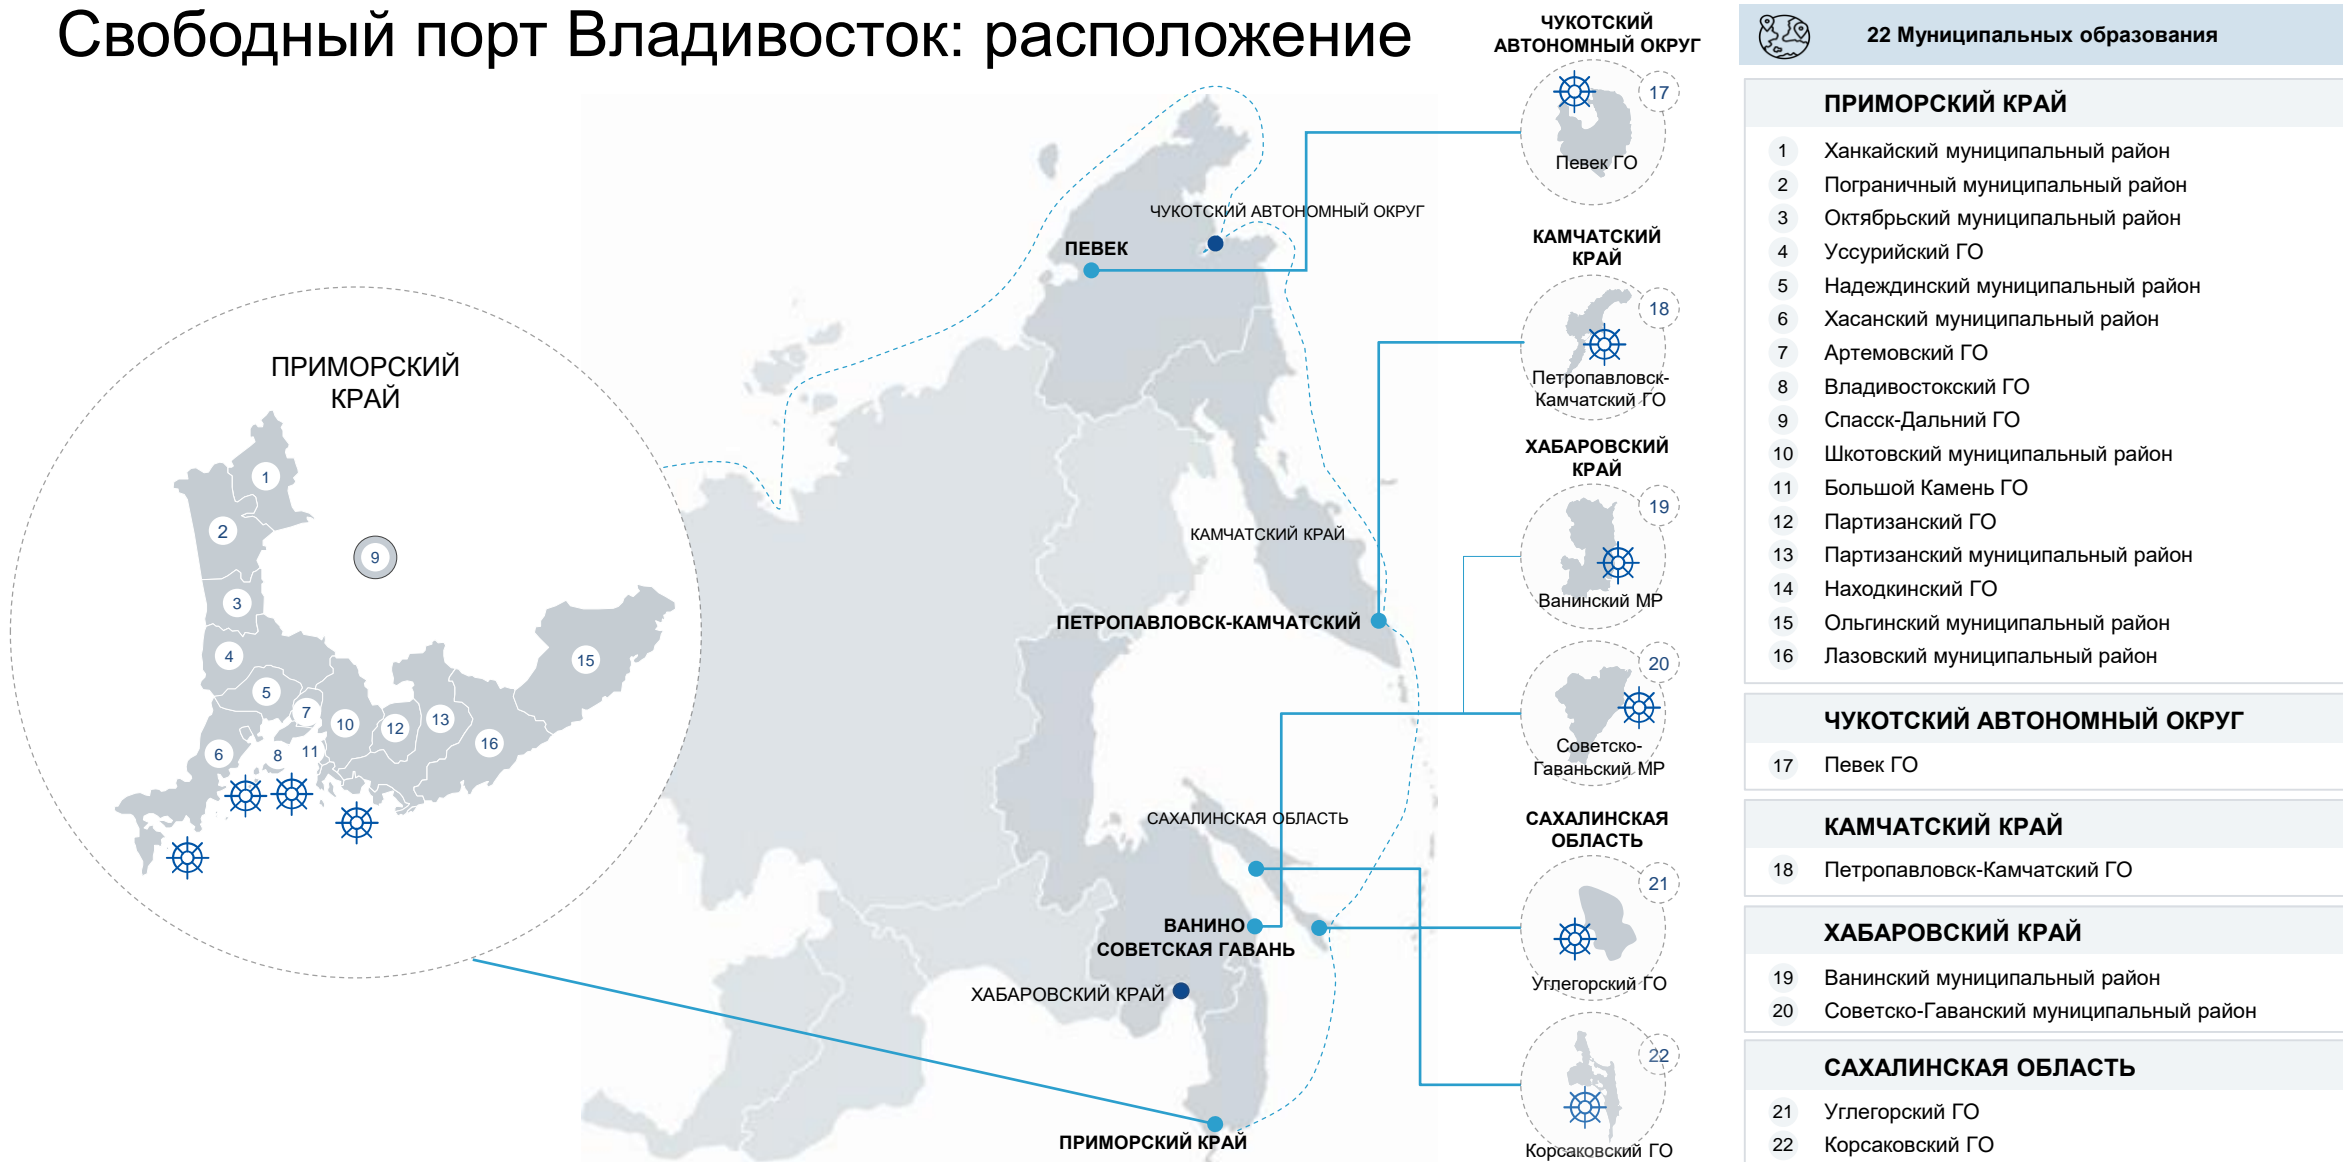 Свободный порт Владивосток: расположение
ПРИМОРСКИЙ
КРАЙ
1
2
9
3
4
15
5
7
10
12
13
16
6
8
11
ЧУКОТСКИЙ АВТОНОМНЫЙ ОКРУГ
ПЕВЕК
КАМЧАТСКИЙ КРАЙ
ПЕТРОПАВЛОВСК-КАМЧАТСКИЙ
САХАЛИНСКАЯ ОБЛАСТЬ
ВАНИНО
СОВЕТСКАЯ ГАВАНЬ
ХАБАРОВСКИЙ КРАЙ
ПРИМОРСКИЙ КРАЙ
ЧУКОТСКИЙ
АВТОНОМНЫЙ ОКРУГ
17
Певек ГО
КАМЧАТСКИЙ
КРАЙ
18
Петропавловск-
Камчатский ГО
ХАБАРОВСКИЙ
КРАЙ
19
Ванинский МР
20
Советско-
Гаваньский МР
САХАЛИНСКАЯ
ОБЛАСТЬ
21
Углегорский ГО
22
Корсаковский ГО
22 Муниципальных образования
ПРИМОРСКИЙ КРАЙ
1 Ханкайский муниципальный район
2 Пограничный муниципальный район
3 Октябрьский муниципальный район
4 Уссурийский ГО
5 Надеждинский муниципальный район
6 Хасанский муниципальный район
7 Артемовский ГО
8 Владивостокский ГО
9 Спасск-Дальний ГО
10 Шкотовский муниципальный район
11 Большой Камень ГО
12 Партизанский ГО
13 Партизанский муниципальный район
14 Находкинский ГО
15 Ольгинский муниципальный район
16 Лазовский муниципальный район
ЧУКОТСКИЙ АВТОНОМНЫЙ ОКРУГ
17 Певек ГО
КАМЧАТСКИЙ КРАЙ
18 Петропавловск-Камчатский ГО
ХАБАРОВСКИЙ КРАЙ
19 Ванинский муниципальный район
20 Советско-Гаванский муниципальный район
САХАЛИНСКАЯ ОБЛАСТЬ
21 Углегорский ГО
22 Корсаковский ГО